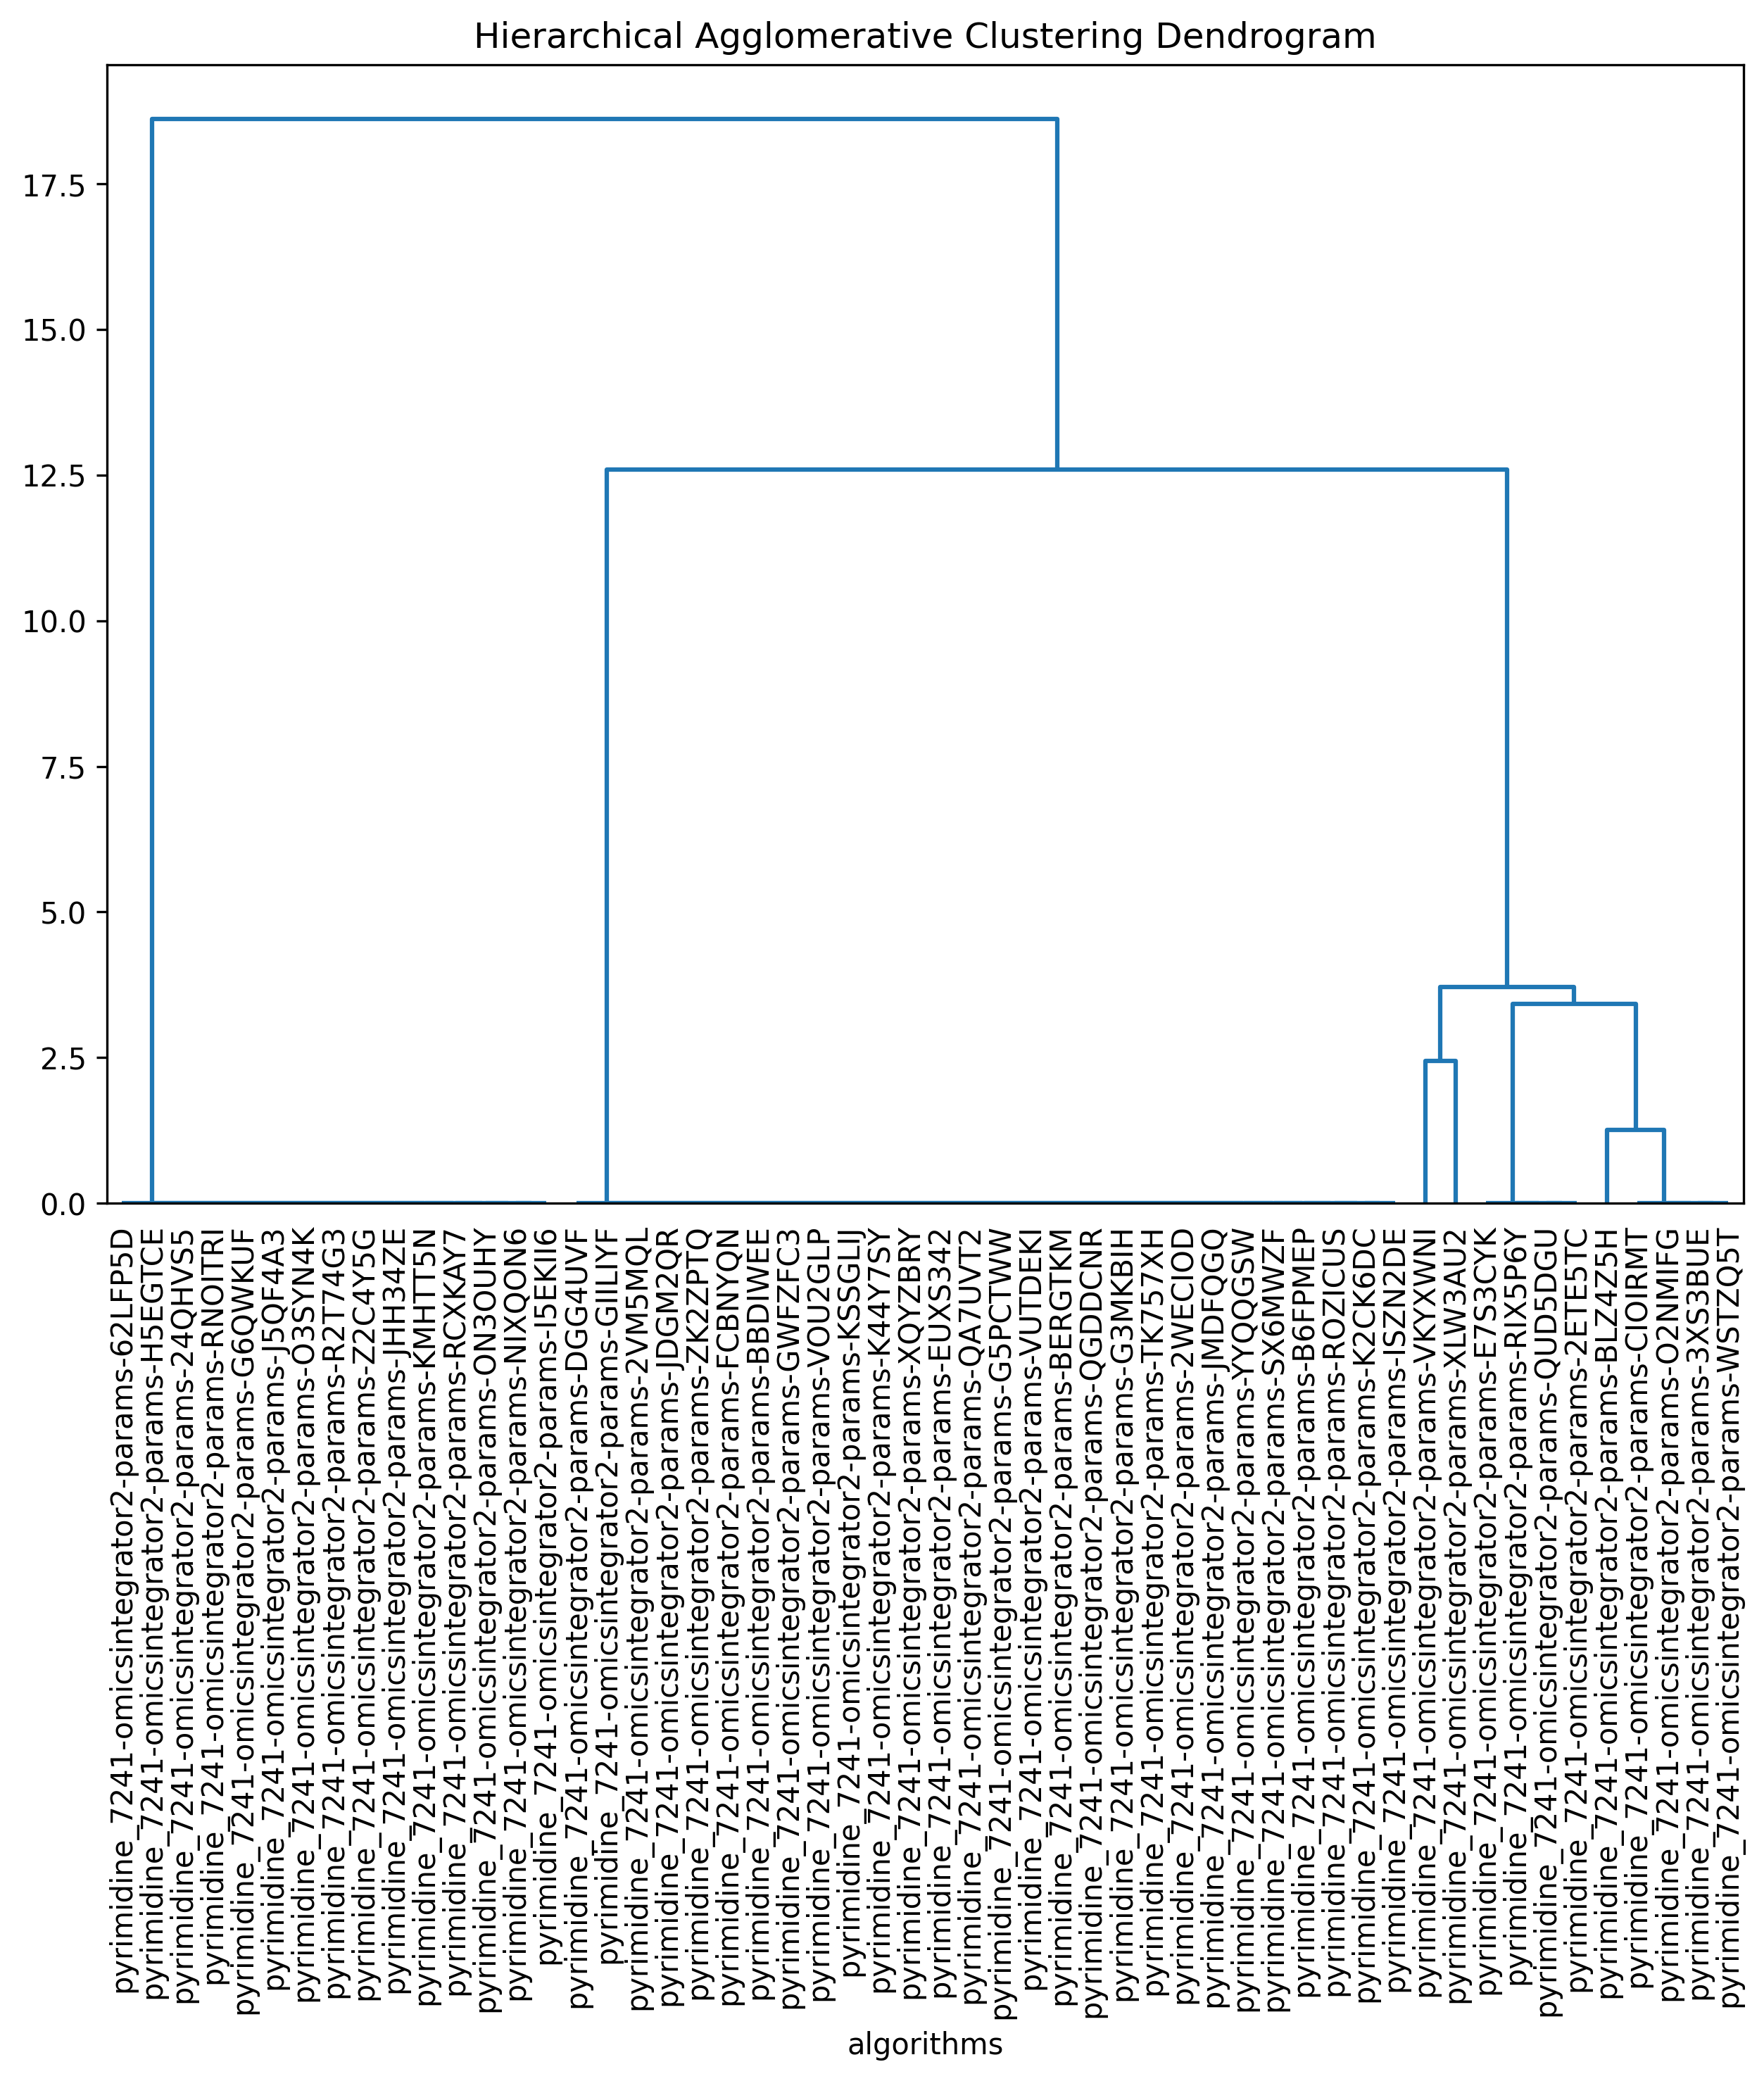 Hierarchical Agglomerative Clustering Dendrogram
17.5
15.0
12.5
10.0
7.5
5.0
2.5
0.0
pyrimidine_7241-omicsintegrator2-params-62LFP5D
pyrimidine_7241-omicsintegrator2-params-H5EGTCE
pyrimidine_7241-omicsintegrator2-params-24QHVS5
pyrimidine_7241-omicsintegrator2-params-RNOITRI
pyrimidine_7241-omicsintegrator2-params-G6QWKUF
pyrimidine_7241-omicsintegrator2-params-J5QF4A3
pyrimidine_7241-omicsintegrator2-params-O3SYN4K
pyrimidine_7241-omicsintegrator2-params-R2T74G3
pyrimidine_7241-omicsintegrator2-params-Z2C4Y5G
pyrimidine_7241-omicsintegrator2-params-JHH34ZE
pyrimidine_7241-omicsintegrator2-params-KMHTT5N
pyrimidine_7241-omicsintegrator2-params-RCXKAY7
pyrimidine_7241-omicsintegrator2-params-ON3OUHY
pyrimidine_7241-omicsintegrator2-params-NIXQON6
pyrimidine_7241-omicsintegrator2-params-I5EKII6
pyrimidine_7241-omicsintegrator2-params-DGG4UVF
pyrimidine_7241-omicsintegrator2-params-GIILIYF
pyrimidine_7241-omicsintegrator2-params-2VM5MQL
pyrimidine_7241-omicsintegrator2-params-JDGM2QR
pyrimidine_7241-omicsintegrator2-params-ZK2ZPTQ
pyrimidine_7241-omicsintegrator2-params-FCBNYQN
pyrimidine_7241-omicsintegrator2-params-BBDIWEE
pyrimidine_7241-omicsintegrator2-params-GWFZFC3
pyrimidine_7241-omicsintegrator2-params-VOU2GLP
pyrimidine_7241-omicsintegrator2-params-KSSGLIJ
pyrimidine_7241-omicsintegrator2-params-K44Y7SY
pyrimidine_7241-omicsintegrator2-params-XQYZBRY
pyrimidine_7241-omicsintegrator2-params-EUXS342
pyrimidine_7241-omicsintegrator2-params-QA7UVT2
pyrimidine_7241-omicsintegrator2-params-G5PCTWW
pyrimidine_7241-omicsintegrator2-params-VUTDEKI
pyrimidine_7241-omicsintegrator2-params-BERGTKM
pyrimidine_7241-omicsintegrator2-params-QGDDCNR
pyrimidine_7241-omicsintegrator2-params-G3MKBIH
pyrimidine_7241-omicsintegrator2-params-TK757XH
pyrimidine_7241-omicsintegrator2-params-2WECIOD
pyrimidine_7241-omicsintegrator2-params-JMDFQGQ
pyrimidine_7241-omicsintegrator2-params-YYQQGSW
pyrimidine_7241-omicsintegrator2-params-SX6MWZF
pyrimidine_7241-omicsintegrator2-params-B6FPMEP
pyrimidine_7241-omicsintegrator2-params-ROZICUS
pyrimidine_7241-omicsintegrator2-params-K2CK6DC
pyrimidine_7241-omicsintegrator2-params-ISZN2DE
pyrimidine_7241-omicsintegrator2-params-VKYXWNI
pyrimidine_7241-omicsintegrator2-params-XLW3AU2
pyrimidine_7241-omicsintegrator2-params-E7S3CYK
pyrimidine_7241-omicsintegrator2-params-RIX5P6Y
pyrimidine_7241-omicsintegrator2-params-QUD5DGU
pyrimidine_7241-omicsintegrator2-params-2ETE5TC
pyrimidine_7241-omicsintegrator2-params-BLZ4Z5H
pyrimidine_7241-omicsintegrator2-params-CIOIRMT
pyrimidine_7241-omicsintegrator2-params-O2NMIFG
pyrimidine_7241-omicsintegrator2-params-3XS3BUE
pyrimidine_7241-omicsintegrator2-params-WSTZQ5T
algorithms